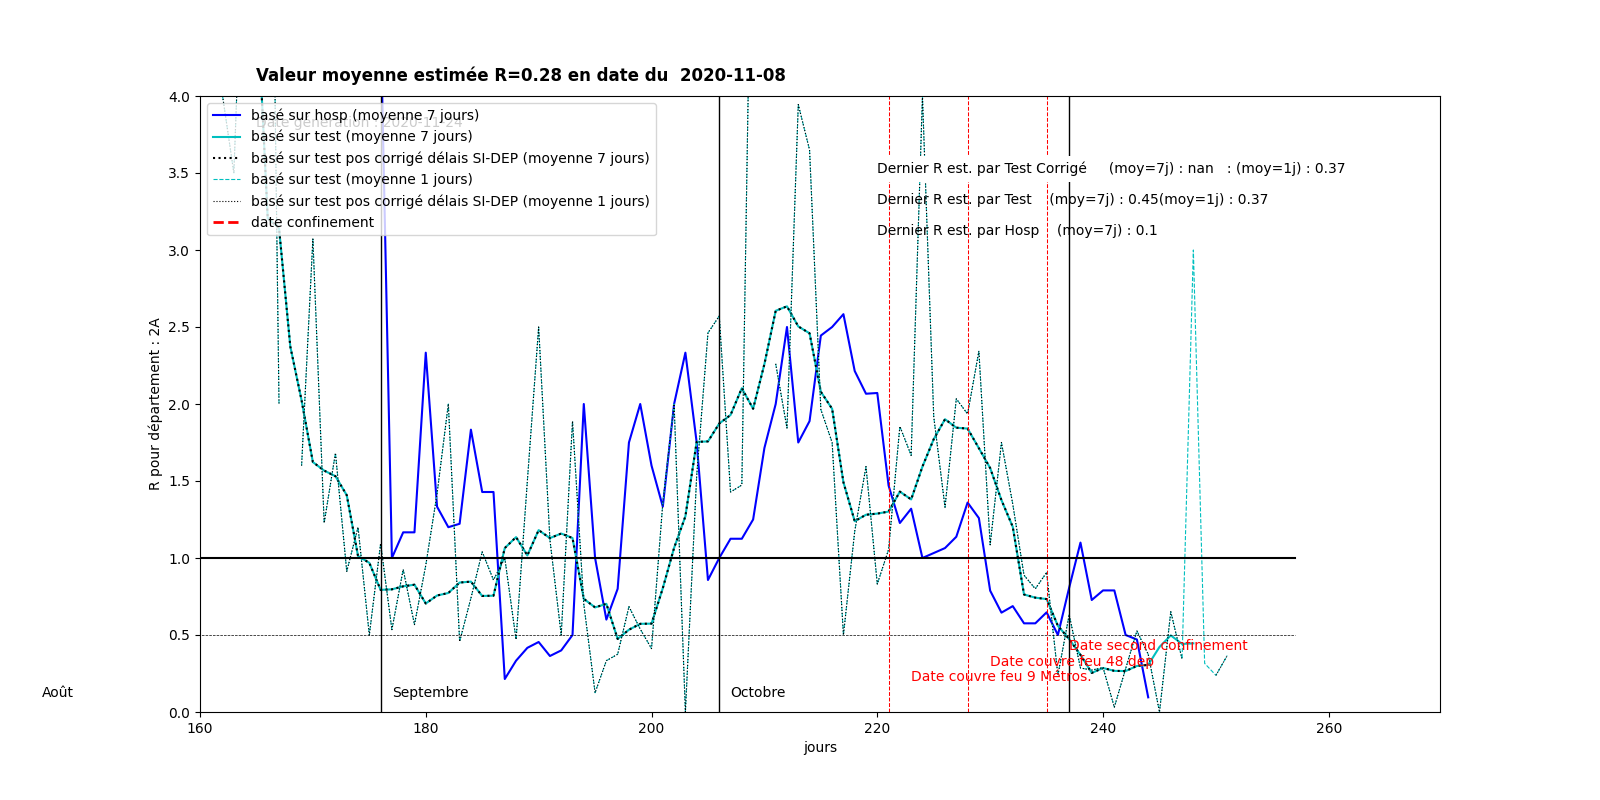 Valeur moyenne estimée R=0.28 en date du  2020-11-08
Date génération : 2020-11-24
basé sur hosp (moyenne 7 jours)
basé sur test (moyenne 7 jours)
basé sur test pos corrigé délais SI-DEP (moyenne 7 jours)
basé sur test (moyenne 1 jours)
basé sur test pos corrigé délais SI-DEP (moyenne 1 jours)
date confinement
Dernier R est. par Test Corrigé     (moy=7j) : nan   : (moy=1j) : 0.37
Dernier R est. par Test    (moy=7j) : 0.45(moy=1j) : 0.37
Dernier R est. par Hosp    (moy=7j) : 0.1
4.0
3.5
3.0
2.5
2.0
1.5
1.0
0.5
0.0
R pour département : 2A
Date second confinement
Date couvre feu 48 dep
Date couvre feu 9 Métros.
Août
Septembre
Octobre
160
180
200
220
240
260
jours